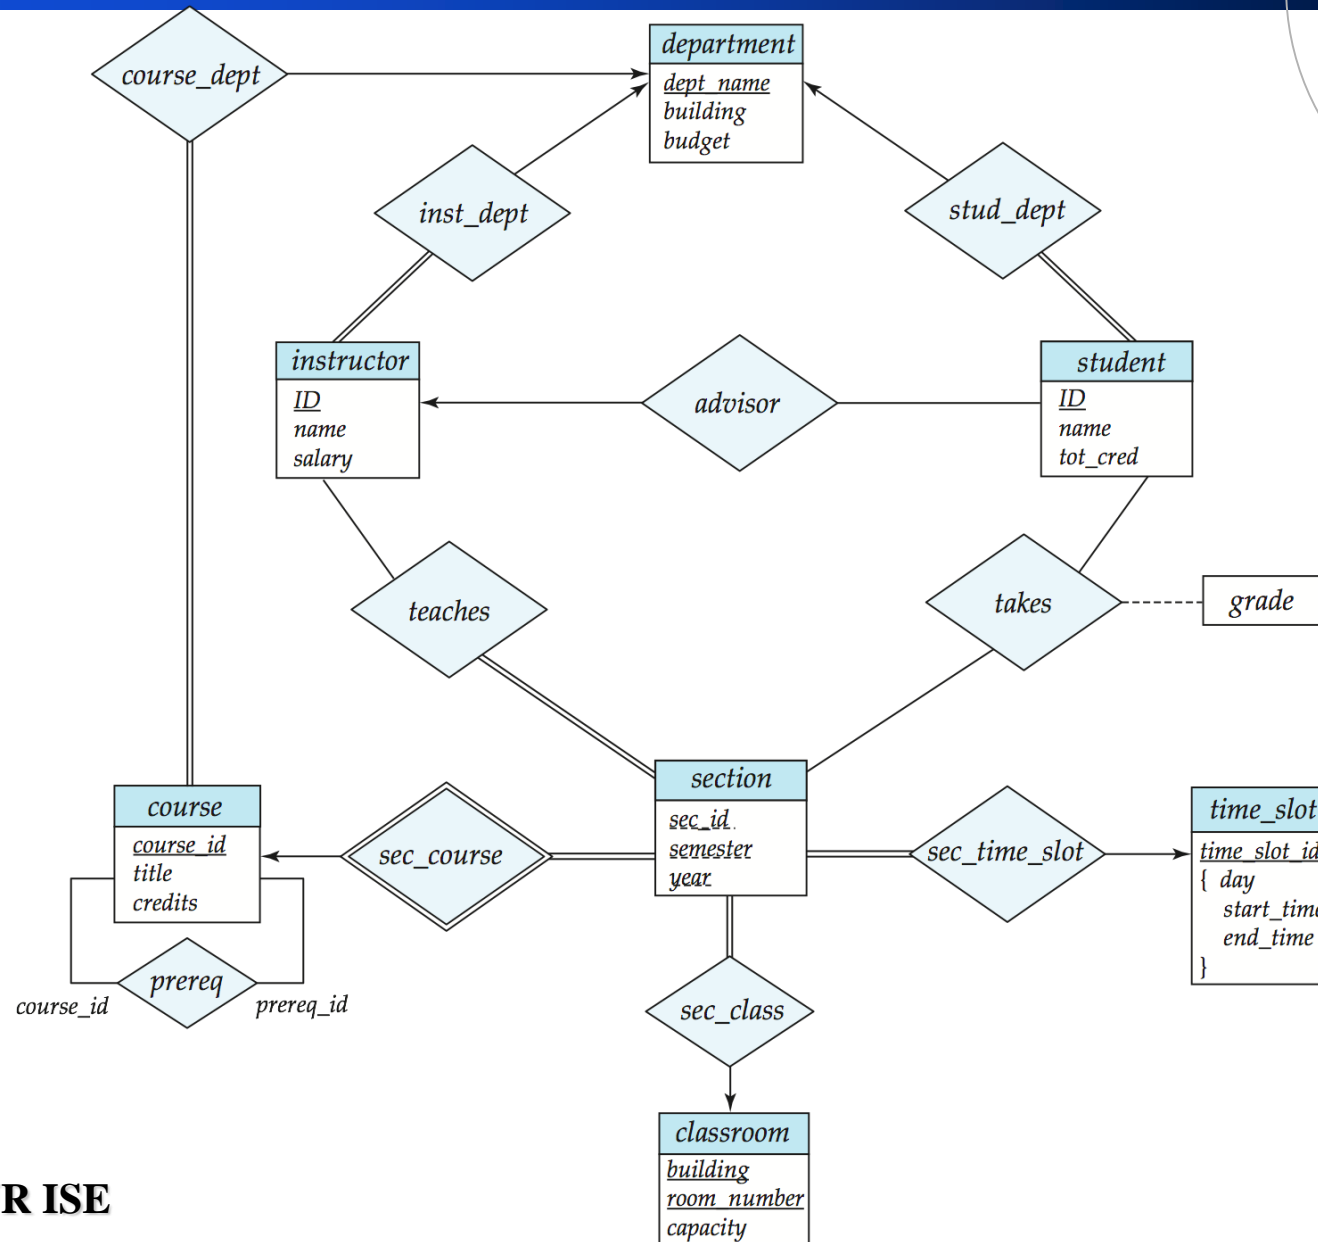 course_dept
department
dept_name
building
budget
inst_dept
stud_dept
instructor
ID
name
salary
advisor
student
ID
name
tot_cred
teaches
takes
grade
course
course_id
title
credits
sec_course
section
sec_id
semester
year
sec_time_slot
time_slot
time_slot_id
{ day
start_time
end_time
}
prereq
course_id
prereq_id
sec_class
classroom
building
room_number
capacity
R ISE